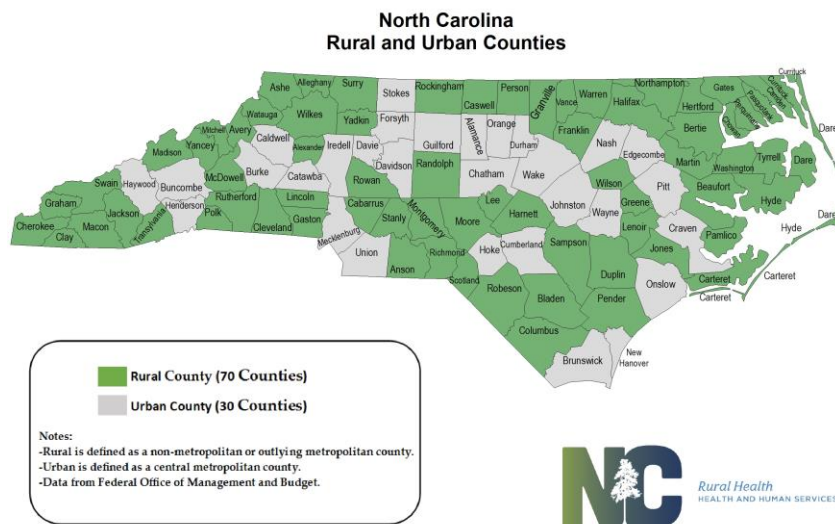 North Carolina
Rural and Urban Counties
Currituck
Ashe
Alleghany
Surry
Stokes
Rockingham
Caswell
Person
Granville
Vance
Warren
Northampton
Halifax
Hertford
Gates
Currituck
Camden
Pasquotank
Perquimans
Chowan
Watauga
Wilkes
Yadkin
Forsyth
Guilford
Alamance
Orange
Durham
Franklin
Nash
Edgecombe
Bertie
Dare
Mitchell
Avery
Caldwell
Alexander
Iredell
Davie
Davidson
Randolph
Chatham
Wake
Martin
Washington
Tyrrell
Dare
Madison
Yancey
McDowell
Burke
Catawba
Rowan
Wilson
Pitt
Beaufort
Hyde
Swain
Haywood
Buncombe
Rutherford
Lincoln
Cabarrus
Stanly
Montgomery
Moore
Lee
Harnett
Johnston
Wayne
Greene
Lenoir
Craven
Pamlico
Hyde
Dare
Graham
Jackson
Henderson
Polk
Cleveland
Gaston
Mecklenburg
Cherokee
Clay
Macon
Transylvania
Union
Anson
Richmond
Scotland
Hoke
Cumberland
Sampson
Duplin
Jones
Onslow
Carteret
Carteret
Carteret
Robeson
Bladen
Pender
Columbus
Brunswick
New
Hanover
Rural County (70 Counties)
Urban County (30 Counties)
Notes:
-Rural is defined as a non-metropolitan or outlying metropolitan county.
-Urban is defined as a central metropolitan county.
-Data from Federal Office of Management and Budget.
NC
Rural Health
HEALTH AND HUMAN SERVICES